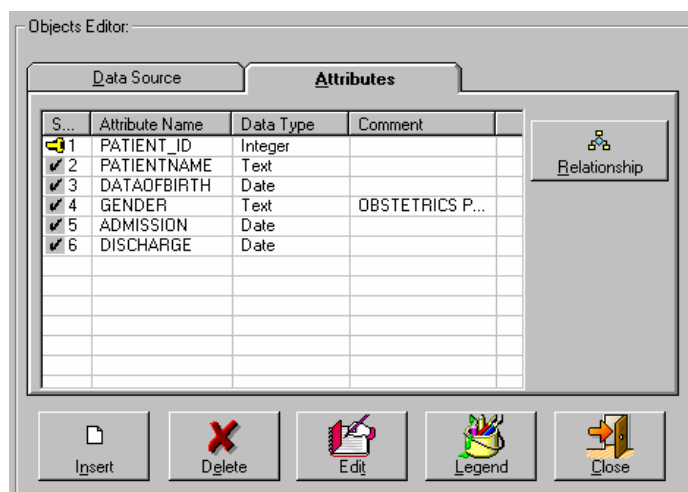 Objects Editor:
Data Source Attributes
S... Attribute Name Data Type Comment
1 PATIENT_ID Integer
2 PATIENTNAME Text
3 DATAOFBIRTH Date
4 GENDER Text OBSTETRICS P...
5 ADMISSION Date
6 DISCHARGE Date
Relationship
Insert Delete Edit Legend Close